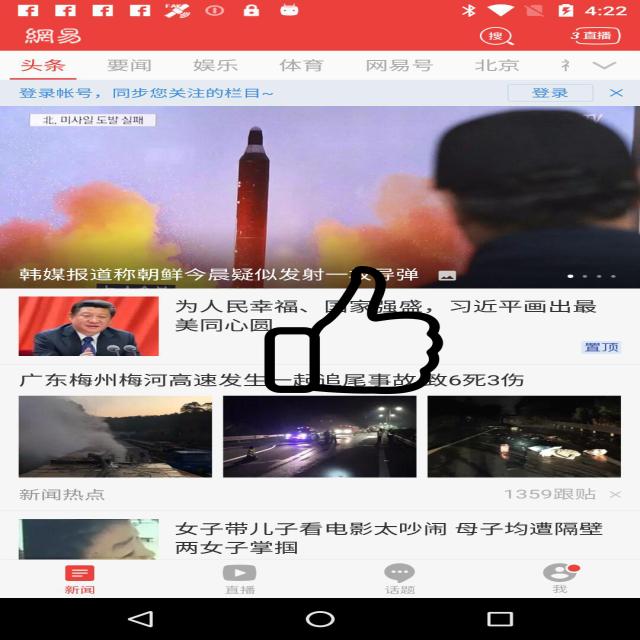 4:22
網易
搜
直播
头条 要闻 娱乐 体育 网易号 北京
登录帐号，同步您关注的栏目~ 登录
北, 미사일 도발 실패
韩媒报道称朝鲜今晨疑似发射一枚导弹
为人民幸福、国家强盛，习近平画出最
美同心圆
置顶
广东梅州梅河高速发生一起追尾事故 致6死3伤
新闻热点 1359跟贴
女子带儿子看电影太吵闹 母子均遭隔壁
两女子掌掴
新闻 直播 话题 我